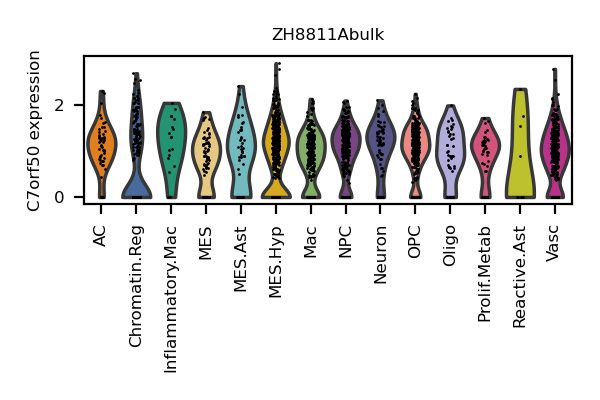 ZH8811Abulk
C7orf50 expression
2
0
AC
Chromatin.Reg
Inflammatory.Mac
MES
MES.Ast
MES.Hyp
Mac
NPC
Neuron
OPC
Oligo
Prolif.Metab
Reactive.Ast
Vasc